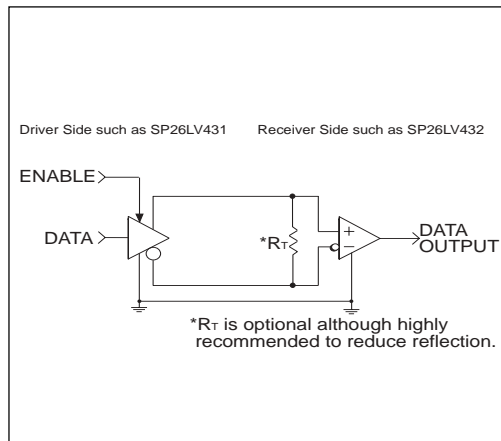 Driver Side such as SP26LV431
Receiver Side such as SP26LV432
ENABLE
DATA
*RT
+
−
DATA
OUTPUT
*RT is optional although highly
recommended to reduce reflection.